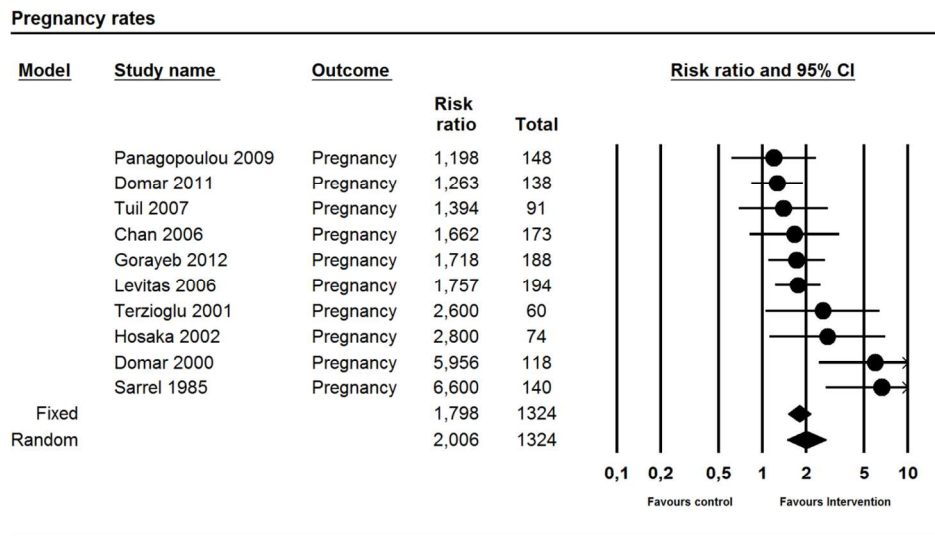 Pregnancy rates
Model Study name Outcome Risk ratio and 95% CI
Risk ratio Total
Panagopoulou 2009 Pregnancy 1,198 148
Domar 2011 Pregnancy 1,263 138
Tuil 2007 Pregnancy 1,394 91
Chan 2006 Pregnancy 1,662 173
Gorayeb 2012 Pregnancy 1,718 188
Levitas 2006 Pregnancy 1,757 194
Terzioglu 2001 Pregnancy 2,600 60
Hosaka 2002 Pregnancy 2,800 74
Domar 2000 Pregnancy 5,956 118
Sarrel 1985 Pregnancy 6,600 140
Fixed 1,798 1324
Random 2,006 1324
0,1 0,2 0,5 1 2 5 10
Favours control Favours Intervention